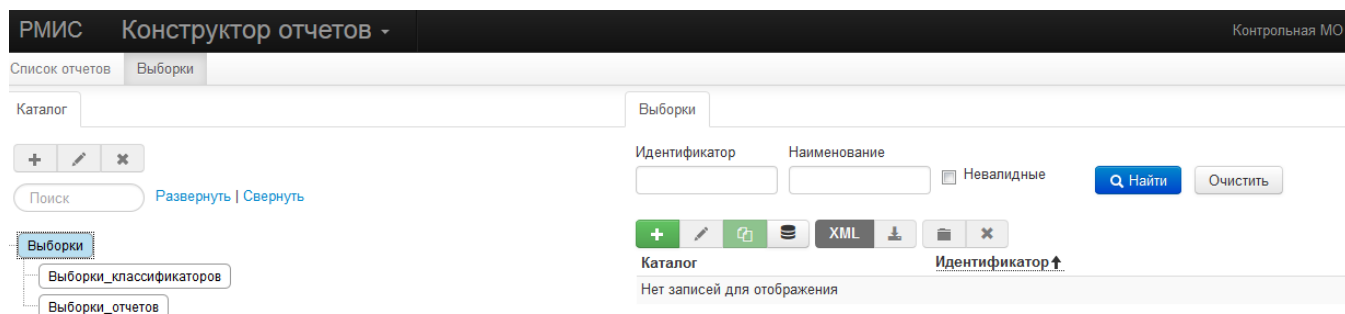 РМИС Конструктор отчетов Контрольная МО
Список отчетов Выборки
Каталог
Поиск Развернуть | Свернуть
Выборки
Выборки_классификаторов
Выборки_отчетов
Выборки
Идентификатор Наименование
Невалидные Найти Очистить
XML
Каталог Идентификатор
Нет записей для отображения